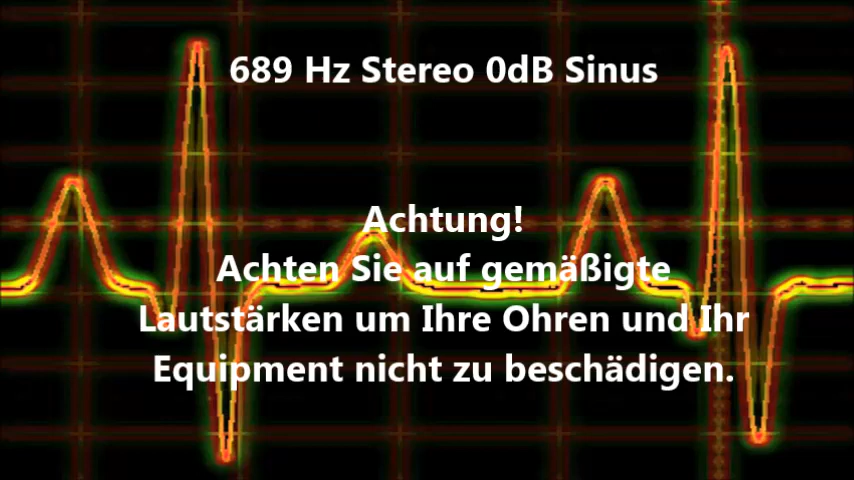 689 Hz Stereo 0dB Sinus
Achtung!
Achten Sie auf gemäßigte
Lautstärken um Ihre Ohren und Ihr
Equipment nicht zu beschädigen.